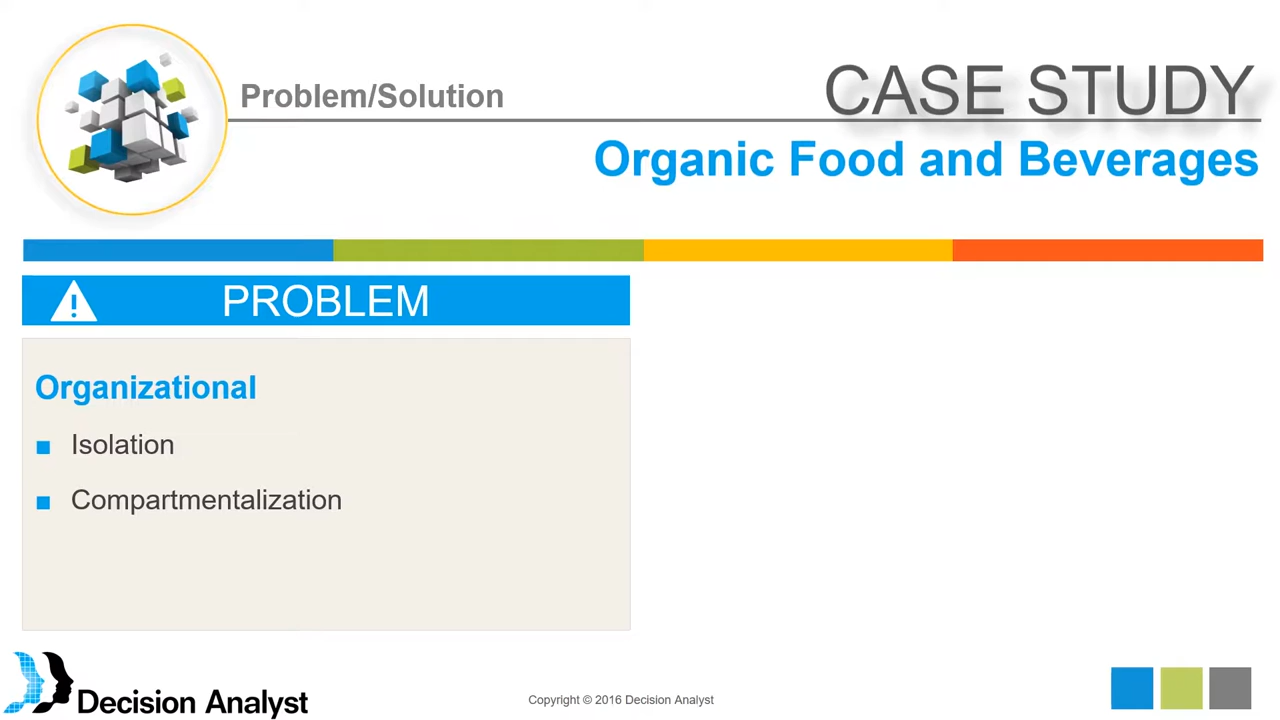 Problem/Solution
CASE STUDY
Organic Food and Beverages
PROBLEM
Organizational
Isolation
Compartmentalization
Decision Analyst
Copyright © 2016 Decision Analyst